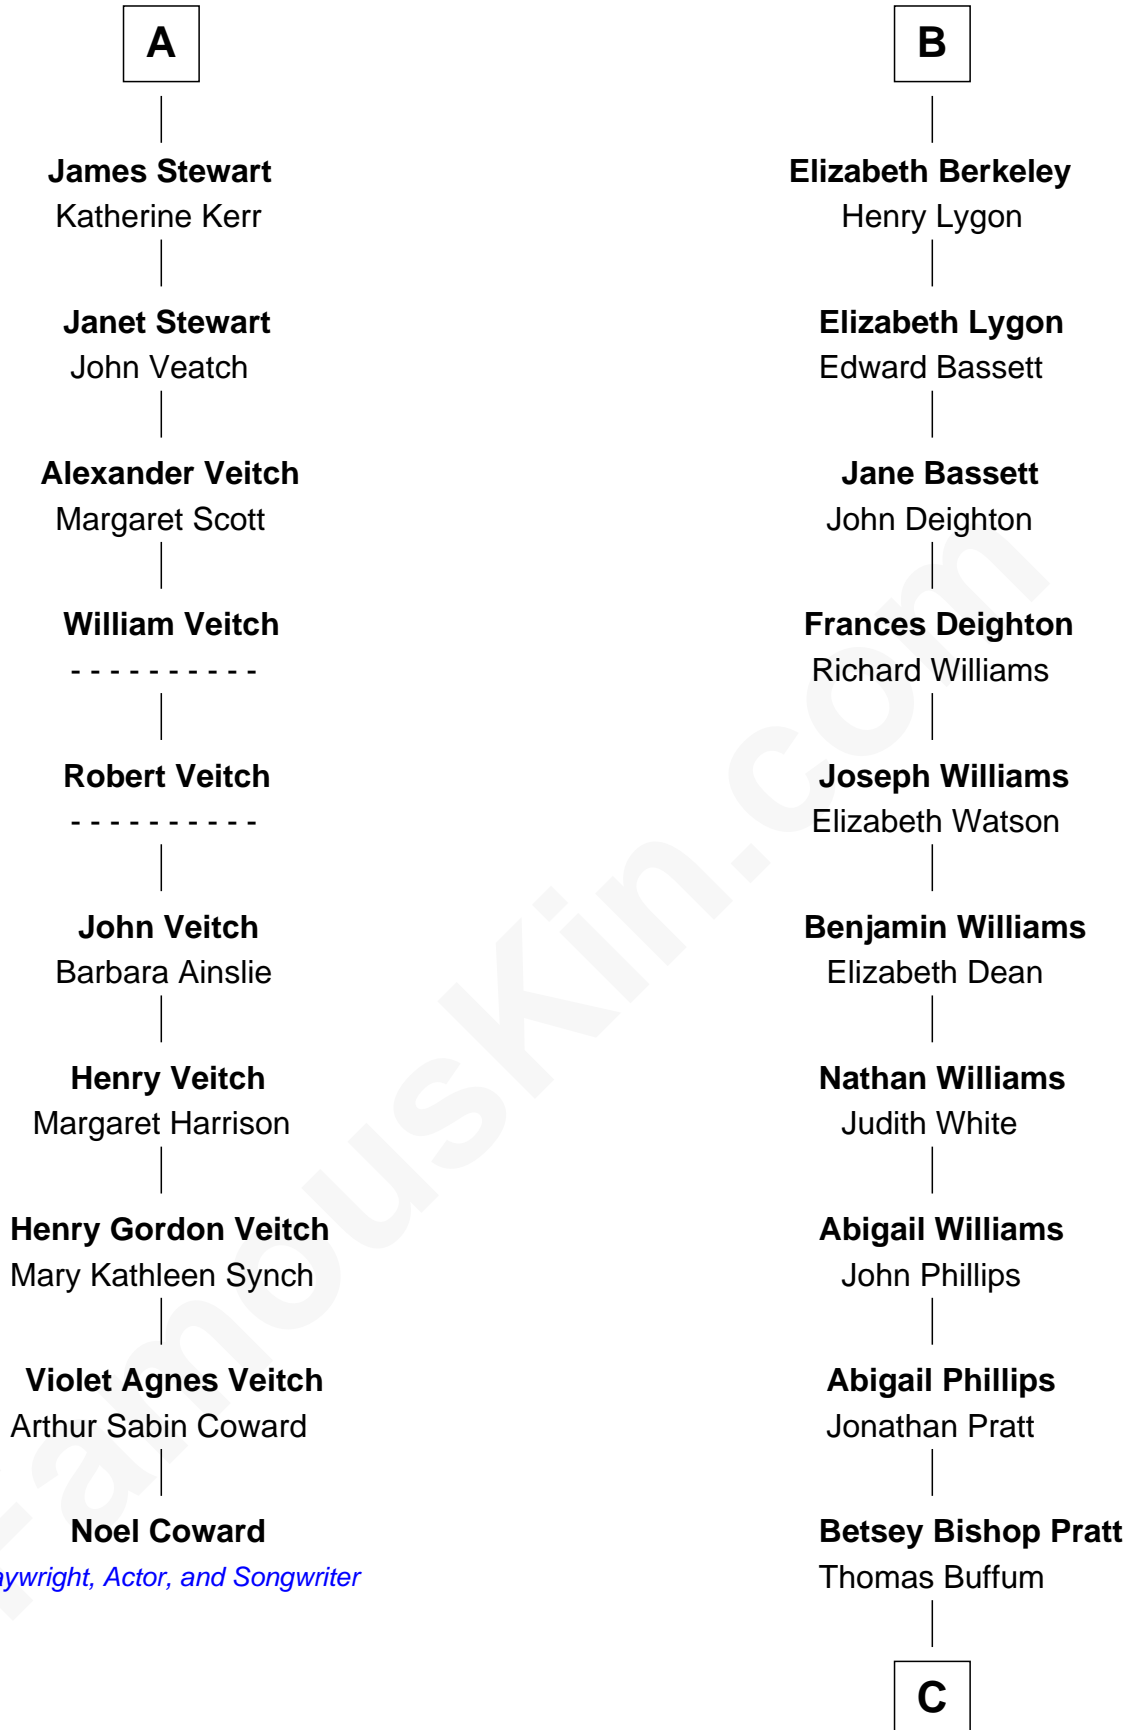 A
James Stewart
Katherine Kerr
Janet Stewart
John Veatch
Alexander Veitch
Margaret Scott
William Veitch
- - - - - - - - - -
Robert Veitch
- - - - - - - - - -
John Veitch
Barbara Ainslie
Henry Veitch
Margaret Harrison
Henry Gordon Veitch
Mary Kathleen Synch
Violet Agnes Veitch
Arthur Sabin Coward
Noel Coward
aywright, Actor, and Songwriter
B
Elizabeth Berkeley
Henry Lygon
Elizabeth Lygon
Edward Bassett
Jane Bassett
John Deighton
Frances Deighton
Richard Williams
Joseph Williams
Elizabeth Watson
Benjamin Williams
Elizabeth Dean
Nathan Williams
Judith White
Abigail Williams
John Phillips
Abigail Phillips
Jonathan Pratt
Betsey Bishop Pratt
Thomas Buffum
C
FamousKin.com